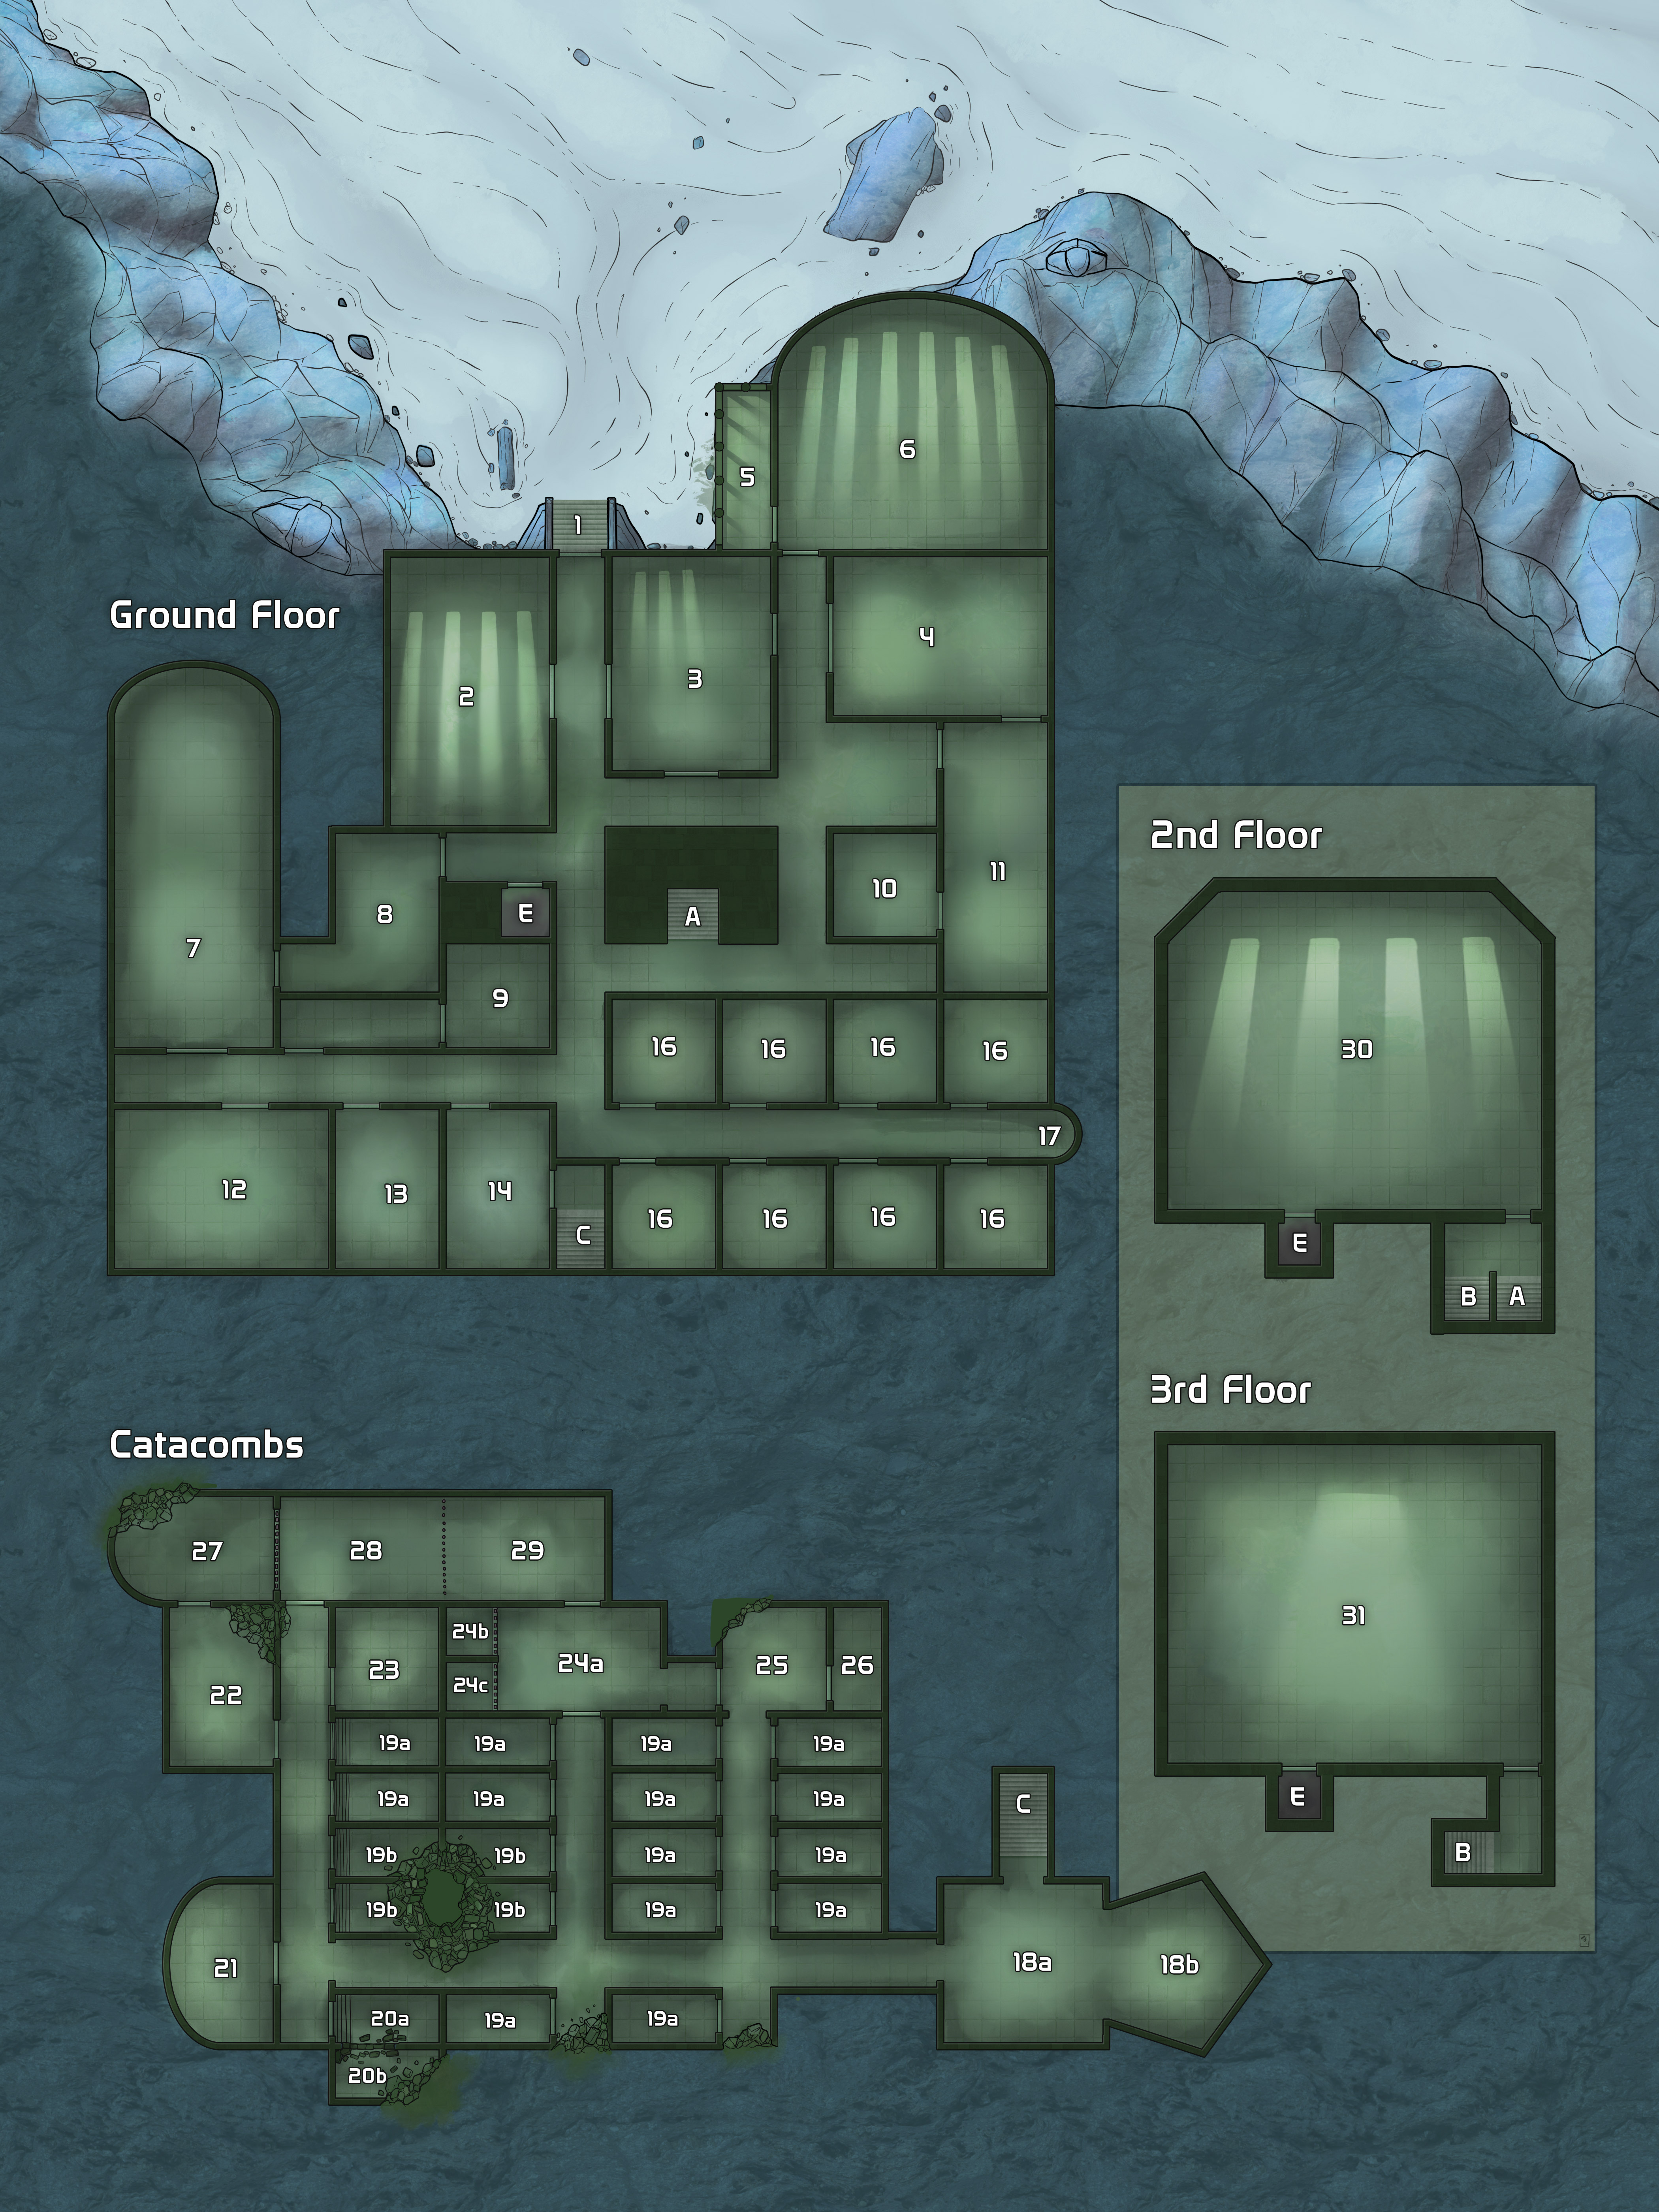 1
5
6
Ground Floor
2
3
4
7
8
E
A
10
11
9
16
16
16
16
17
12
13
14
C
16
16
16
16
2nd Floor
30
E
B
A
3rd Floor
31
E
B
Catacombs
27
28
29
22
23
24b
24c
24a
25
26
19a
19a
19a
19a
19a
19a
19a
19a
19b
19b
19a
19a
19b
19b
19a
19a
C
21
18a
18b
20a
19a
19a
20b